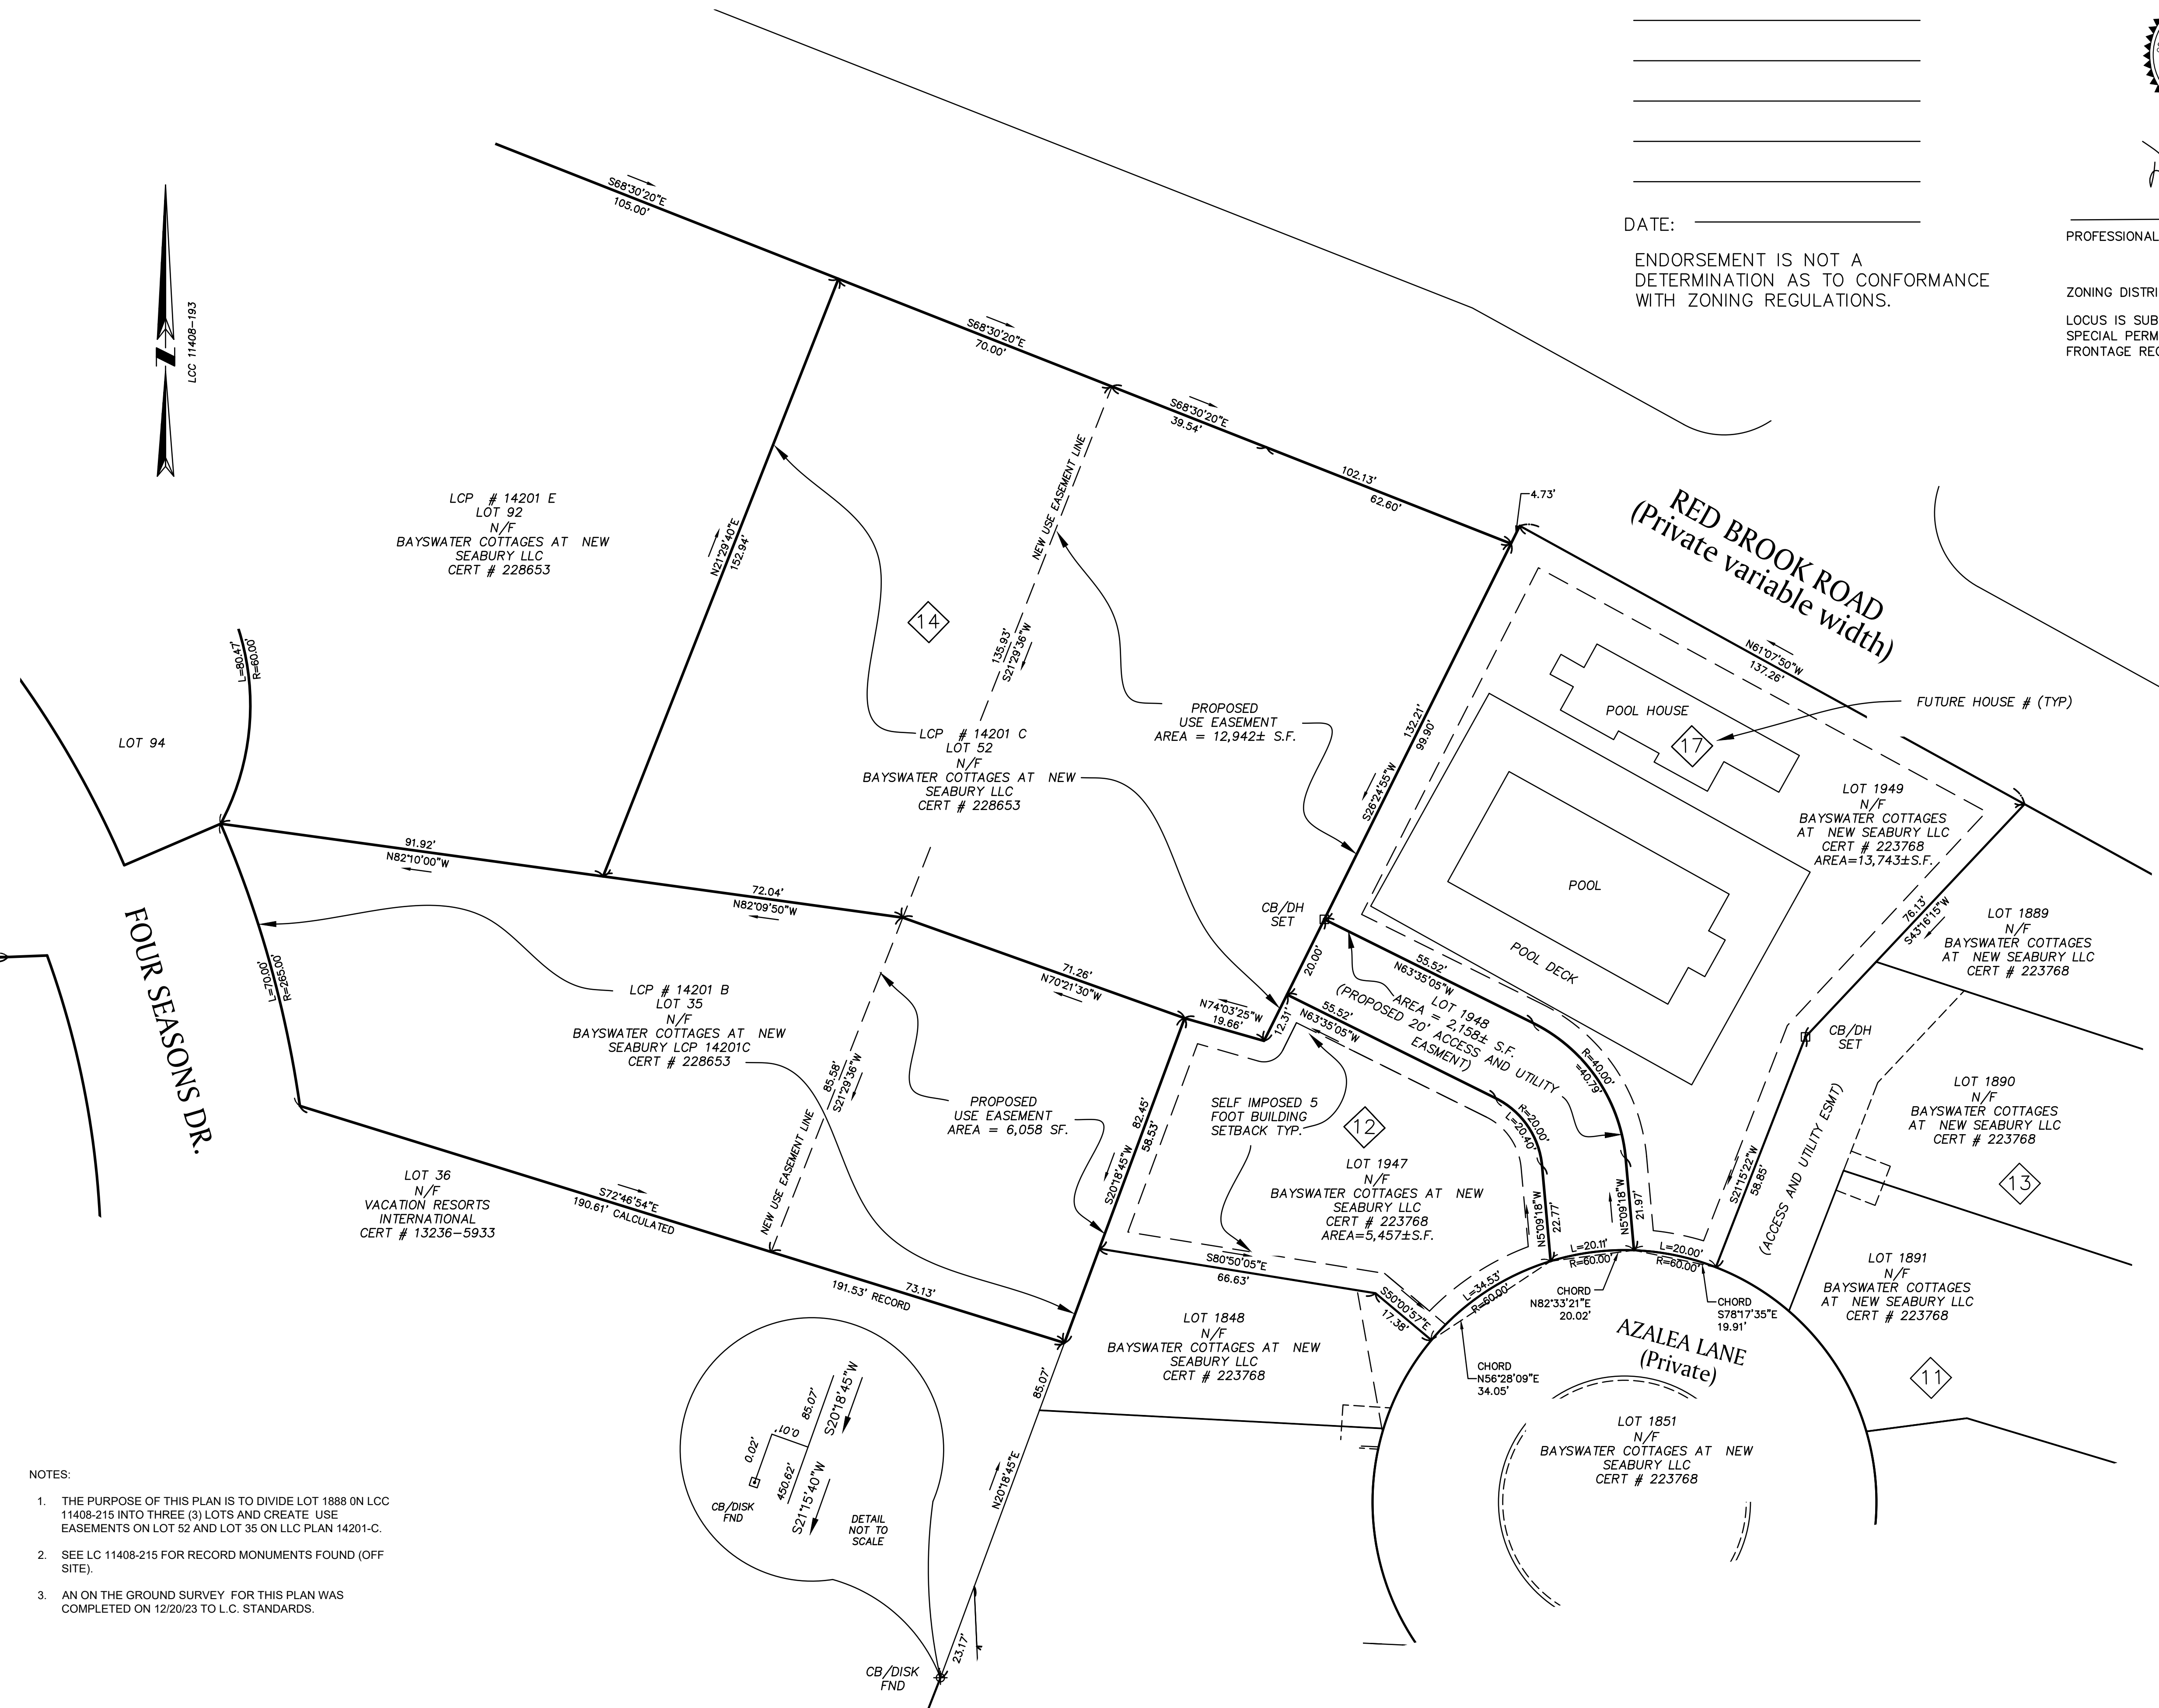 DATE:
ENDORSEMENT IS NOT A
DETERMINATION AS TO CONFORMANCE
WITH ZONING REGULATIONS.
PROFESSIONAL
ZONING DISTRI
LOCUS IS SUB
SPECIAL PERM
FRONTAGE REC
LCC 11408-193
S68°30'20"E
105.00'
S68°30'20"E
70.00'
S68°30'20"E
39.54'
102.13'
62.60'
4.73'
RED BROOK ROAD
(Private variable width)
N61°07'50"W
137.26'
LCP # 14201 E
LOT 92
N/F
BAYSWATER COTTAGES AT NEW
SEABURY LLC
CERT # 228653
N21°29'40"E
152.94'
NEW USE EASEMENT LINE
14
135.93'
S21°29'36"W
L=80.47'
R=60.00'
LOT 94
LCP # 14201 C
LOT 52
N/F
BAYSWATER COTTAGES AT NEW
SEABURY LLC
CERT # 228653
PROPOSED
USE EASEMENT
AREA = 12,942± S.F.
132.21'
99.90'
S26°24'55"W
POOL HOUSE
17
FUTURE HOUSE # (TYP)
LOT 1949
N/F
BAYSWATER COTTAGES
AT NEW SEABURY LLC
CERT # 223768
AREA=13,743±S.F.
POOL
POOL DECK
91.92'
N82°10'00"W
72.04'
N82°09'50"W
CB/DH
SET
76.13'
S43°16'15"W
LOT 1889
N/F
BAYSWATER COTTAGES
AT NEW SEABURY LLC
CERT # 223768
FOUR SEASONS DR.
L=70.00'
R=265.00'
LCP # 14201 B
LOT 35
N/F
BAYSWATER COTTAGES AT NEW
SEABURY LCP 14201C
CERT # 228653
71.26'
N70°21'30"W
N74°03'25"W
19.66'
20.00'
12.31'
55.52'
N63°35'05"W
55.52'
N63°35'05"W
LOT 1948
AREA = 2,158± S.F.
(PROPOSED 20' ACCESS AND UTILITY
EASMENT)
R=40.00'
=40.79'
CB/DH
SET
85.58'
S21°29'36"W
NEW USE EASEMENT LINE
PROPOSED
USE EASEMENT
AREA = 6,058 SF.
82.45'
58.53'
S20°18'45"W
SELF IMPOSED 5
FOOT BUILDING
SETBACK TYP.
12
R=20.00'
L=20.40'
LOT 1947
N/F
BAYSWATER COTTAGES AT NEW
SEABURY LLC
CERT # 223768
AREA=5,457±S.F.
N5°09'18"W
22.77'
N5°09'18"W
21.97'
S21°15'22"W
58.85'
(ACCESS AND UTILITY ESMT)
LOT 1890
N/F
BAYSWATER COTTAGES
AT NEW SEABURY LLC
CERT # 223768
13
LOT 36
N/F
VACATION RESORTS
INTERNATIONAL
CERT # 13236-5933
S72°46'54"E
190.61' CALCULATED
191.53' RECORD
73.13'
S80°50'05"E
66.63'
S50°00'57"E
17.38'
L=34.53'
R=60.00'
L=20.11'
R=60.00'
L=20.00'
R=60.00'
CHORD
N82°33'21"E
20.02'
CHORD
S78°17'35"E
19.91'
CHORD
N56°28'09"E
34.05'
AZALEA LANE
(Private)
LOT 1891
N/F
BAYSWATER COTTAGES
AT NEW SEABURY LLC
CERT # 223768
11
LOT 1848
N/F
BAYSWATER COTTAGES AT NEW
SEABURY LLC
CERT # 223768
LOT 1851
N/F
BAYSWATER COTTAGES AT NEW
SEABURY LLC
CERT # 223768
85.07'
N20°18'45"E
23.17'
0.02'
0.01'
85.07'
S20°18'45"W
450.62'
S21°15'40"W
CB/DISK
FND
DETAIL
NOT TO
SCALE
CB/DISK
FND
NOTES:
1. THE PURPOSE OF THIS PLAN IS TO DIVIDE LOT 1888 0N LCC
11408-215 INTO THREE (3) LOTS AND CREATE USE
EASEMENTS ON LOT 52 AND LOT 35 ON LLC PLAN 14201-C.
2. SEE LC 11408-215 FOR RECORD MONUMENTS FOUND (OFF
SITE).
3. AN ON THE GROUND SURVEY FOR THIS PLAN WAS
COMPLETED ON 12/20/23 TO L.C. STANDARDS.